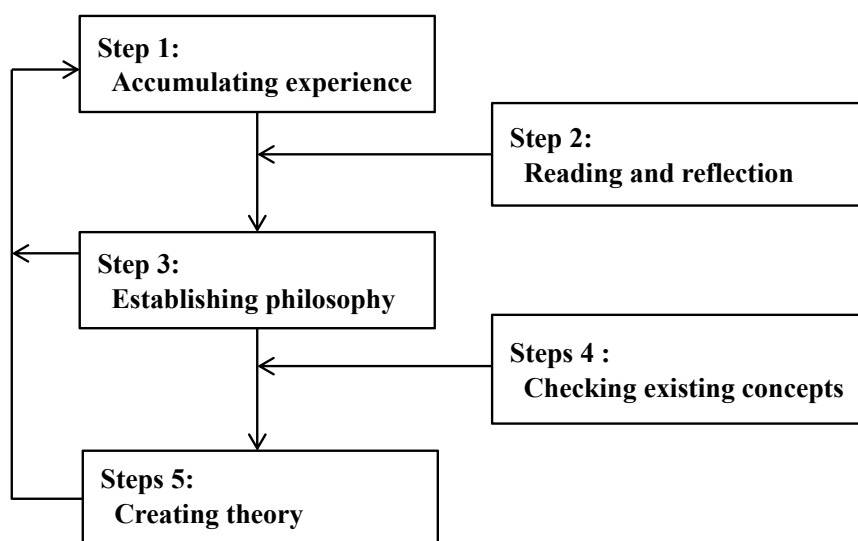 Step 1:
Accumulating experience
Step 2:
Reading and reflection
Step 3:
Establishing philosophy
Steps 4 :
Checking existing concepts
Steps 5:
Creating theory